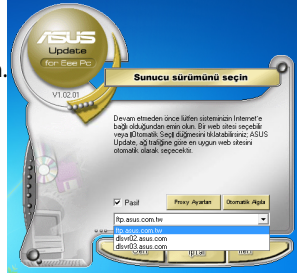 ASUS
Update
for Eee Pc
V1.02.01
Sunucu sürümünü seçin
Devam etmeden önce lütfen sisteminizin İnternet'e
bağlı olduğundan emin olun. Bir web sitesi seçebilir
veya [Otomatik Seç] düğmesini tıklatabilirsiniz; ASUS
Update, ağ trafiğine göre en uygun web sitesini
otomatik olarak seçecektir.
Pasif
Proxy Ayarları
Otomatik Algıla
ftp.asus.com.tw
ftp.asus.com.tw
dlsvr02.asus.com
dlsvr03.asus.com